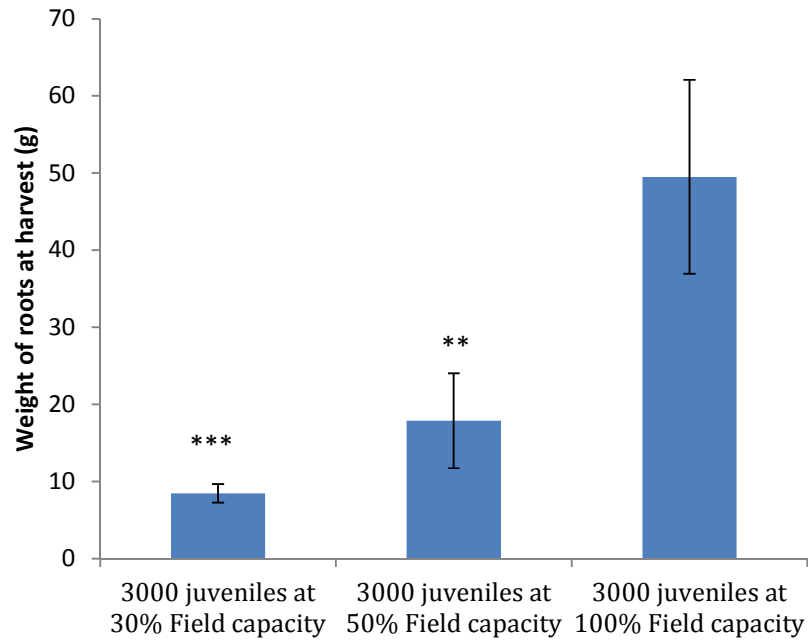 70
60
50
40
30
20
10
0
Weight of roots at harvest (g)
***
**
3000 juveniles at
30% Field capacity
3000 juveniles at
50% Field capacity
3000 juveniles at
100% Field capacity